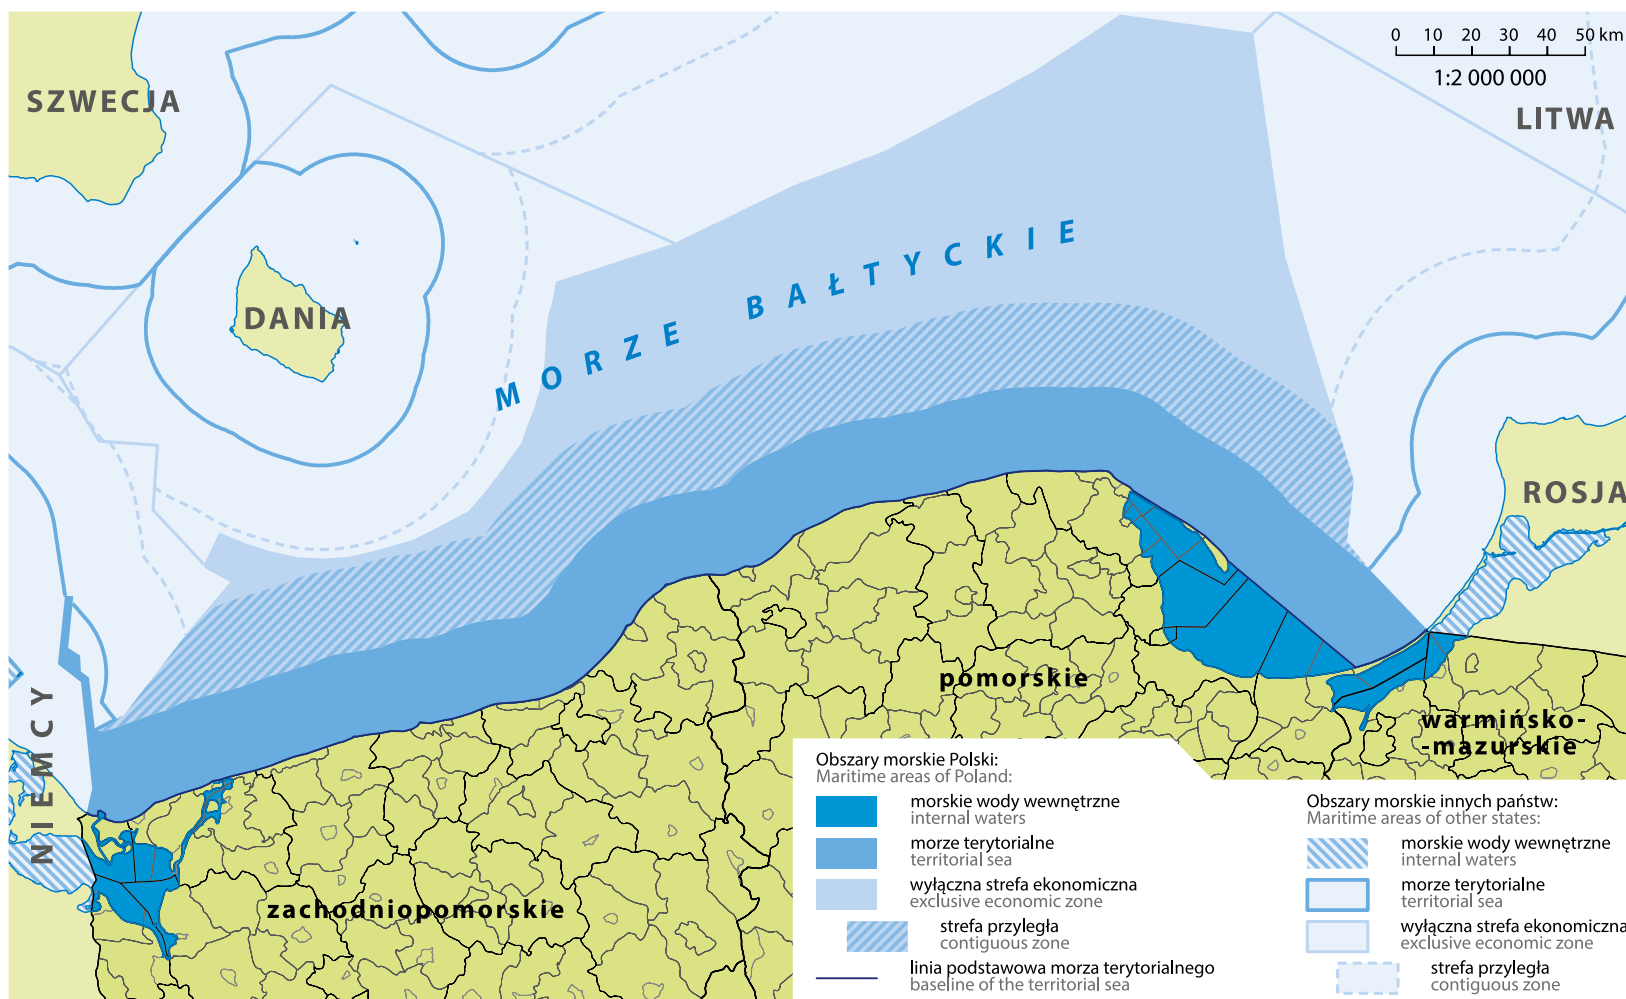 0 10 20 30 40 50 km
1:2 000 000
SZWECJA
LITWA
DANIA
MORZE BAŁTYCKIE
ROSJA
NIEMCY
pomorskie
warmińsko-
-mazurskie
zachodniopomorskie
Obszary morskie Polski:
Maritime areas of Poland:
morskie wody wewnętrzne
internal waters
morze terytorialne
territorial sea
wyłączna strefa ekonomiczna
exclusive economic zone
strefa przyległa
contiguous zone
linia podstawowa morza terytorialnego
baseline of the territorial sea
Obszary morskie innych państw:
Maritime areas of other states:
morskie wody wewnętrzne
internal waters
morze terytorialne
territorial sea
wyłączna strefa ekonomiczna
exclusive economic zone
strefa przyległa
contiguous zone